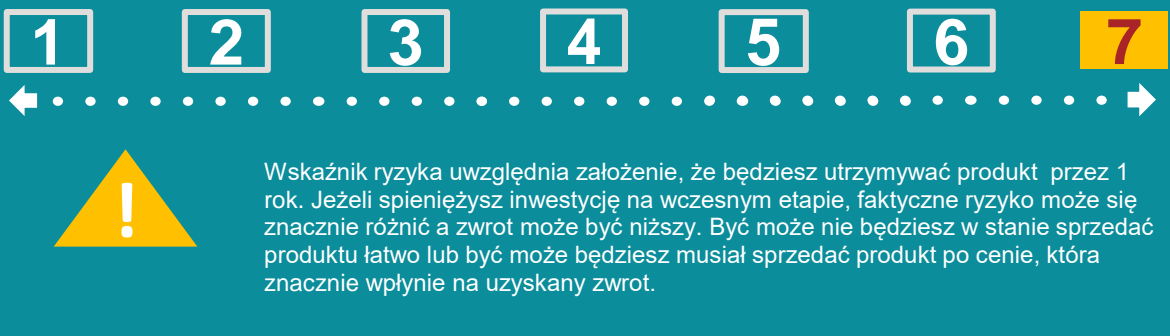 1 2 3 4 5 6 7
!
Wskaźnik ryzyka uwzględnia założenie, że będziesz utrzymywać produkt  przez 1
rok. Jeżeli spieniężysz inwestycję na wczesnym etapie, faktyczne ryzyko może się
znacznie różnić a zwrot może być niższy. Być może nie będziesz w stanie sprzedać
produktu łatwo lub być może będziesz musiał sprzedać produkt po cenie, która
znacznie wpłynie na uzyskany zwrot.